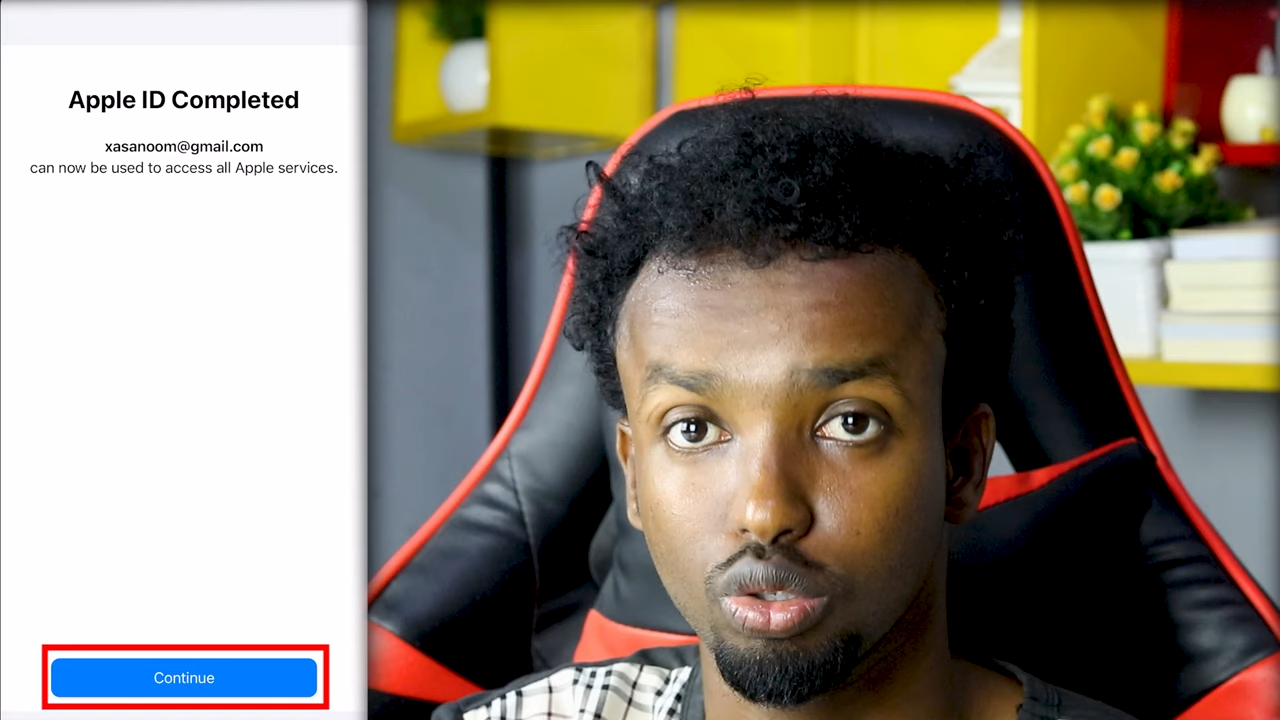 Apple ID Completed
xasanoom@gmail.com
can now be used to access all Apple services.
Continue